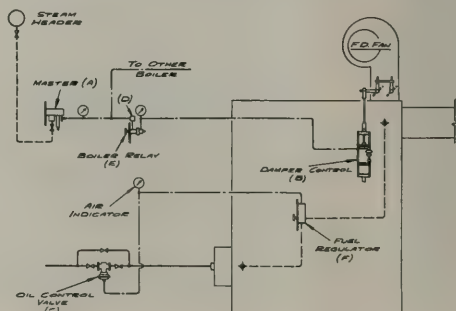 STEAM
HEADER
MASTER (A)
TO OTHER
BOILER
(D)
BOILER RELAY
(E)
F.D. FAN
DAMPER CONTROL
(B)
AIR
INDICATOR
FUEL
REGULATOR
(F)
OIL CONTROL
VALVE
(C)